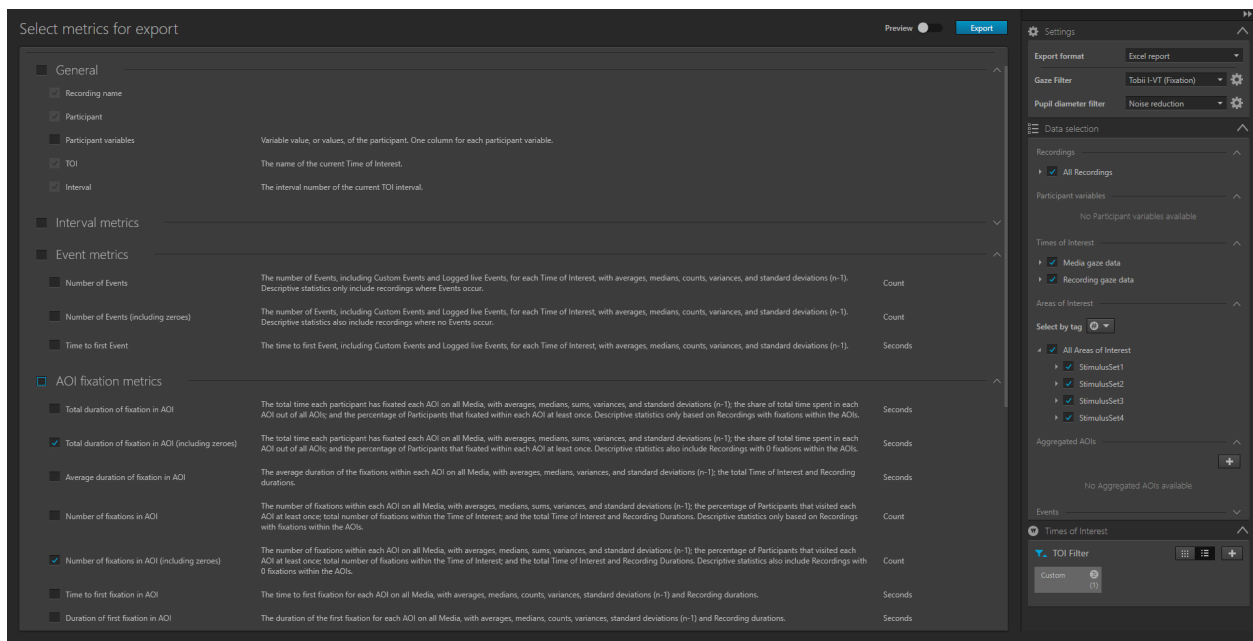 Select metrics for export
Preview
Export
General
Recording name
Participant
Participant variables
Variable value, or values, of the participant. One column for each participant variable.
TOI
The name of the current Time of Interest.
Interval
The interval number of the current TOI interval.
Interval metrics
Event metrics
Number of Events
The number of Events, including Custom Events and Logged live Events, for each Time of Interest, with averages, medians, counts, variances, and standard deviations (n-1).
Descriptive statistics only include recordings where Events occur.
Count
Number of Events (including zeroes)
The number of Events, including Custom Events and Logged live Events, for each Time of Interest, with averages, medians, counts, variances, and standard deviations (n-1).
Descriptive statistics also include recordings where no Events occur.
Count
Time to first Event
The time to first Event, including Custom Events and Logged live Events, for each Time of Interest, with averages, medians, counts, variances, and standard deviations (n-1).
Seconds
AOI fixation metrics
Total duration of fixation in AOI
The total time each participant has fixated each AOI on all Media, with averages, medians, sums, variances, and standard deviations (n-1); the share of total time spent in each
AOI out of all AOIs; and the percentage of Participants that fixated within each AOI at least once. Descriptive statistics only based on Recordings with fixations within the AOIs.
Seconds
Total duration of fixation in AOI (including zeroes)
The total time each participant has fixated each AOI on all Media, with averages, medians, sums, variances, and standard deviations (n-1); the share of total time spent in each
AOI out of all AOIs; and the percentage of Participants that fixated within each AOI at least once. Descriptive statistics also include Recordings with 0 fixations within the AOIs.
Seconds
Average duration of fixation in AOI
The average duration of the fixations within each AOI on all Media, with averages, medians, variances, and standard deviations (n-1); the total Time of Interest and Recording
durations.
Seconds
Number of fixations in AOI
The number of fixations within each AOI on all Media, with averages, medians, sums, variances, and standard deviations (n-1); the percentage of Participants that visited each
AOI at least once; total number of fixations within the Time of Interest; and the total Time of Interest and Recording Durations. Descriptive statistics only based on Recordings
with fixations within the AOIs.
Count
Number of fixations in AOI (including zeroes)
The number of fixations within each AOI on all Media, with averages, medians, sums, variances, and standard deviations (n-1); the percentage of Participants that visited each
AOI at least once; total number of fixations within the Time of Interest; and the total Time of Interest and Recording Durations. Descriptive statistics also include Recordings with
0 fixations within the AOIs.
Count
Time to first fixation in AOI
The time to first fixation for each AOI on all Media, with averages, medians, counts, variances, standard deviations (n-1) and Recording durations.
Seconds
Duration of first fixation in AOI
The duration of the first fixation for each AOI on all Media, with averages, medians, counts, variances, standard deviations (n-1) and Recording durations.
Seconds
Settings
Export format
Excel report
Gaze Filter
Tobii I-VT (Fixation)
Pupil diameter filter
Noise reduction
Data selection
Recordings
All Recordings
Participant variables
No Participant variables available
Times of Interest
Media gaze data
Recording gaze data
Areas of Interest
Select by tag
All Areas of Interest
StimulusSet1
StimulusSet2
StimulusSet3
StimulusSet4
Aggregated AOIs
No Aggregated AOIs available
Events
Times of Interest
TOI Filter
Custom
(1)